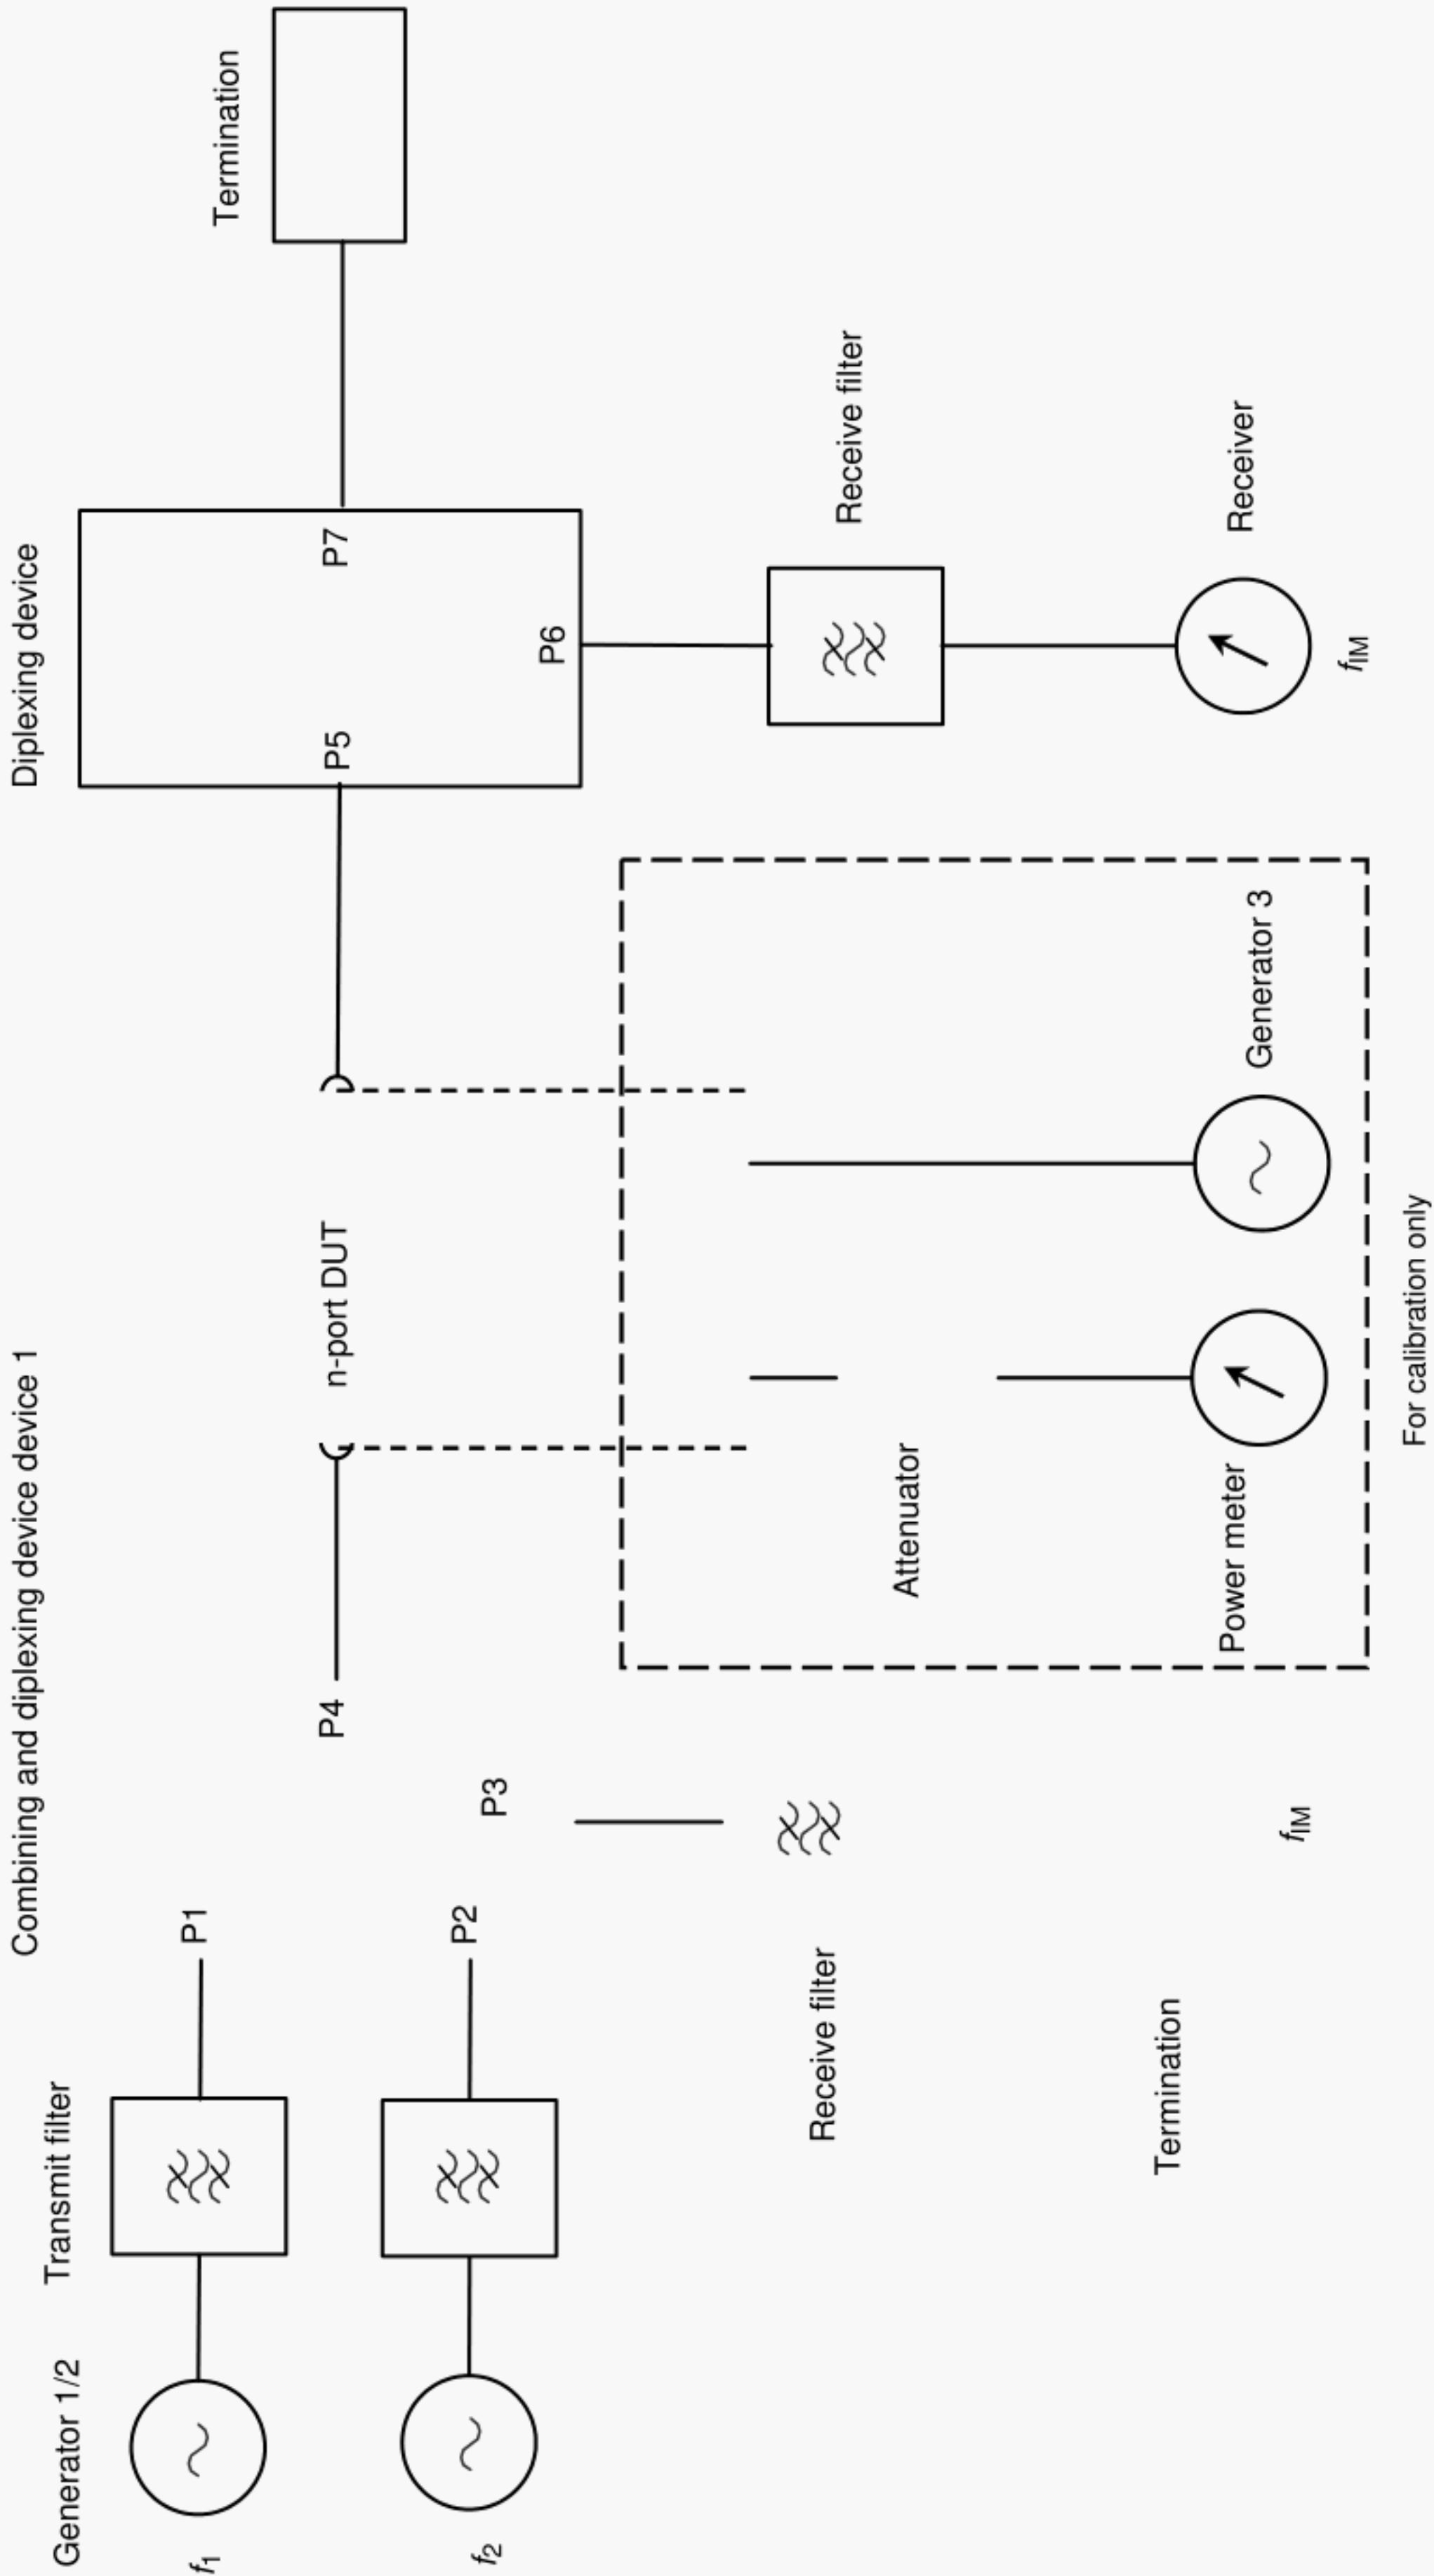 Combining and diplexing device device 1
Diplexing device
Generator 1/2
Transmit filter
Termination
f1
P1
P4
n-port DUT
P5
P7
f2
P2
P3
P6
Receive filter
Attenuator
Receive filter
Termination
Power meter
Generator 3
Receiver
fIM
fIM
For calibration only